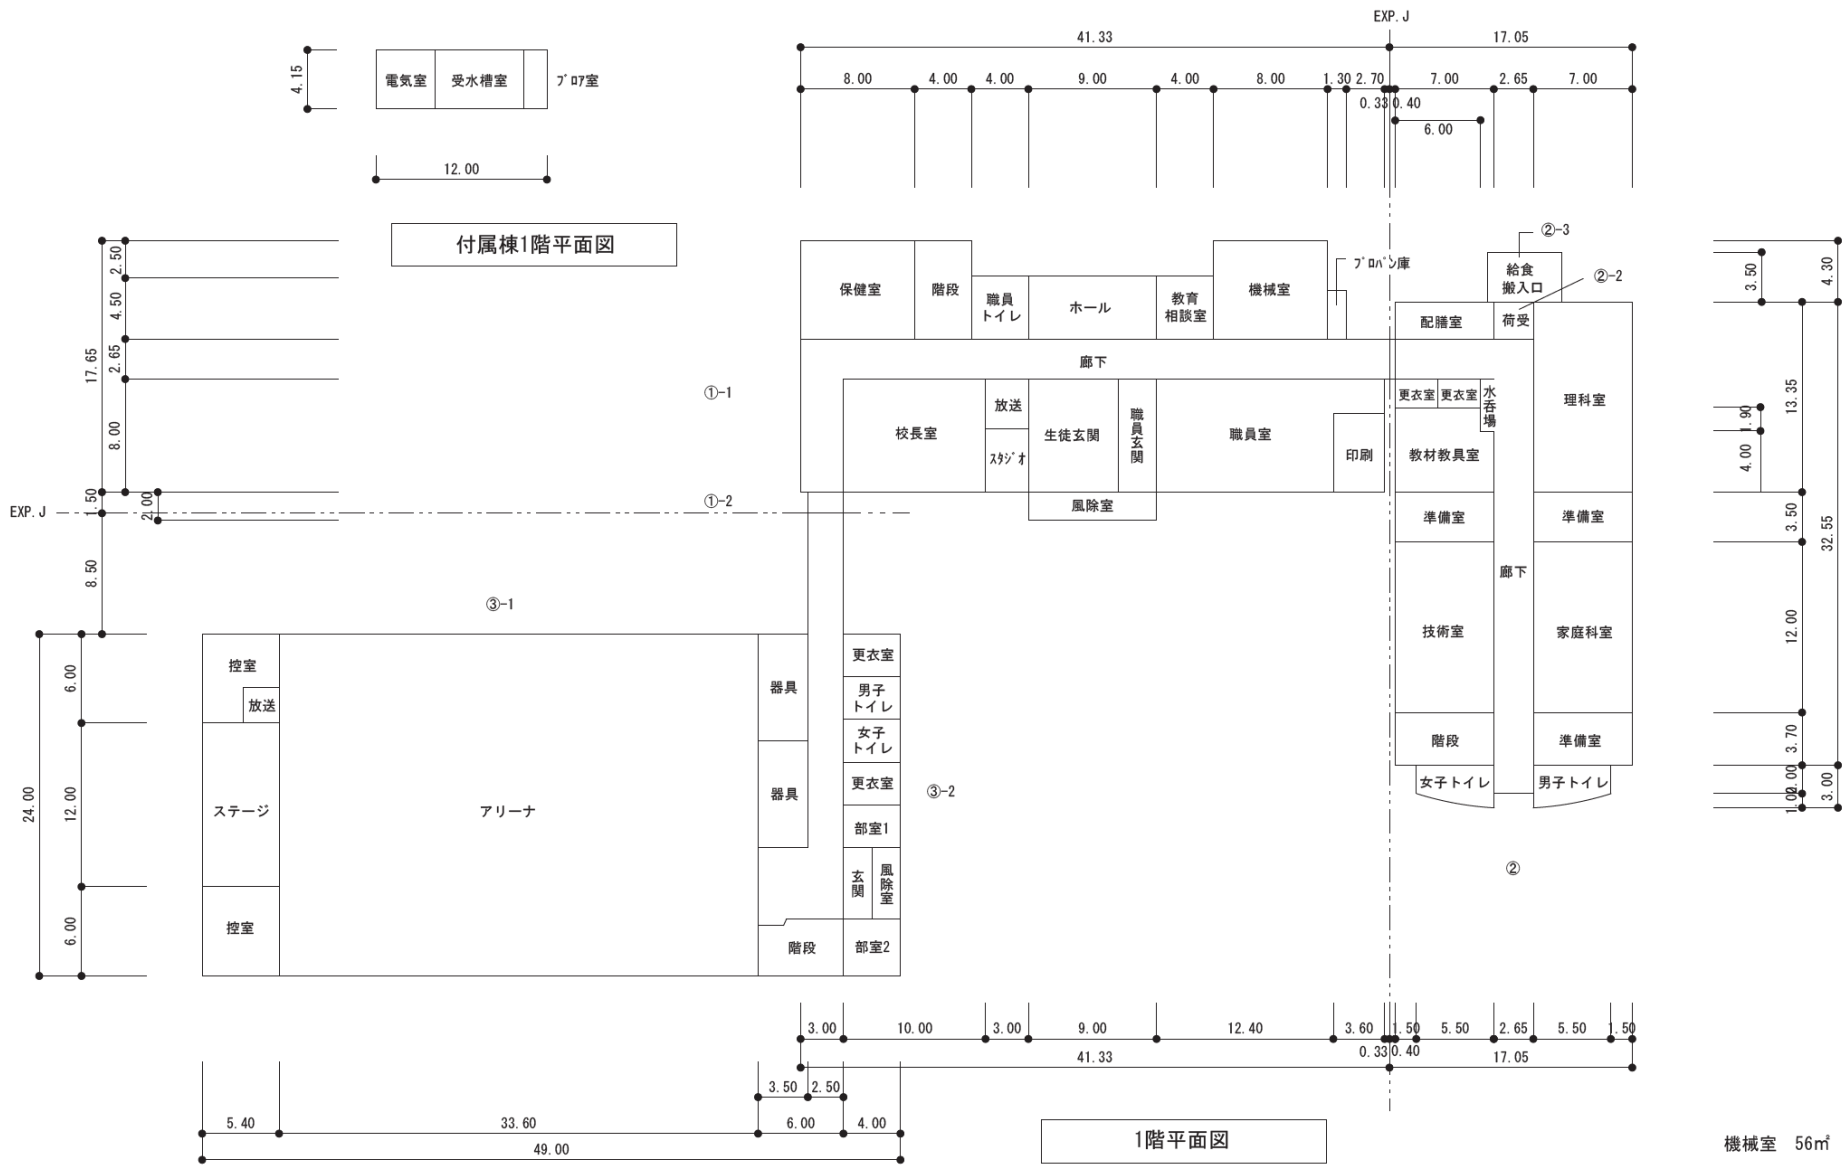 EXP. J
41.33
17.05
8.00
4.00
4.00
9.00
4.00
8.00
1.30
2.70
7.00
2.65
7.00
0.33
0.40
6.00
4.15
電気室
受水槽室
ブロア室
12.00
付属棟1階平面図
②-3
②-2
2.50
4.50
2.65
8.00
17.65
1.50
2.00
8.50
EXP. J
保健室
階段
職員
トイレ
ホール
教育
相談室
機械室
プロパン庫
給食
搬入口
配膳室
荷受
廊下
①-1
校長室
放送
スタジオ
生徒玄関
職員玄関
職員室
印刷
更衣室
更衣室
水呑場
理科室
教材教具室
①-2
風除室
準備室
準備室
廊下
技術室
家庭科室
階段
準備室
女子トイレ
男子トイレ
②
3.50
4.30
13.35
1.90
4.00
3.50
32.55
12.00
3.70
2.00
1.00
3.00
③-1
控室
放送
ステージ
控室
アリーナ
器具
器具
更衣室
男子
トイレ
女子
トイレ
更衣室
部室1
玄関
風除室
階段
部室2
③-2
6.00
12.00
6.00
24.00
3.00
10.00
3.00
9.00
12.40
3.60
1.50
5.50
2.65
5.50
1.50
0.33
0.40
41.33
17.05
3.50
2.50
5.40
33.60
6.00
4.00
49.00
1階平面図
機械室 56㎡